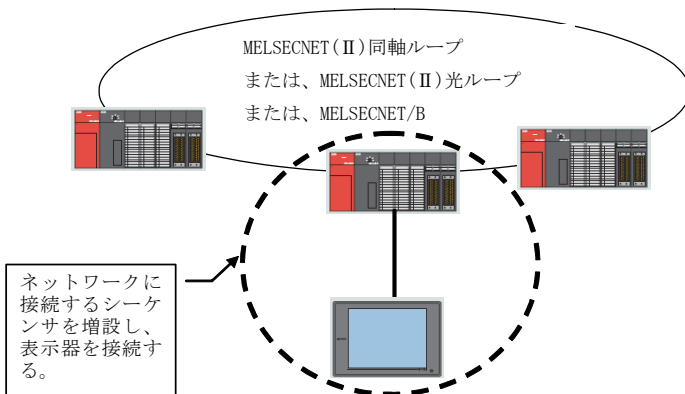 MELSECNET(Ⅱ)同軸ループ
または、MELSECNET(Ⅱ)光ループ
または、MELSECNET/B
ネットワークに
接続するシーケ
ンサを増設し、
表示器を接続す
る。